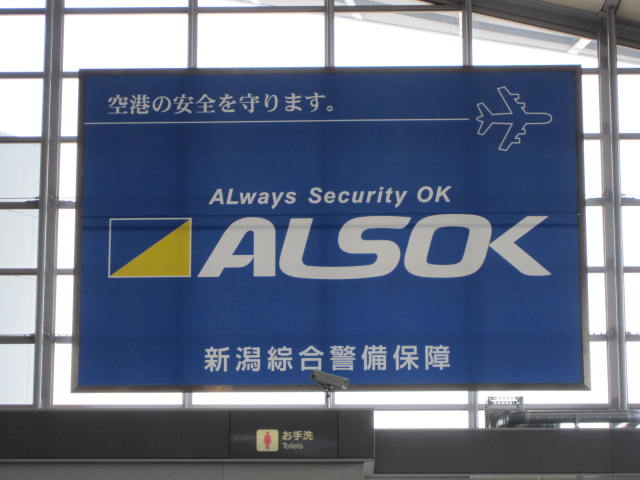 空港の安全を守ります。
ALways Security OK
ALSOK
新潟綜合警備保障
お手洗
Toilets